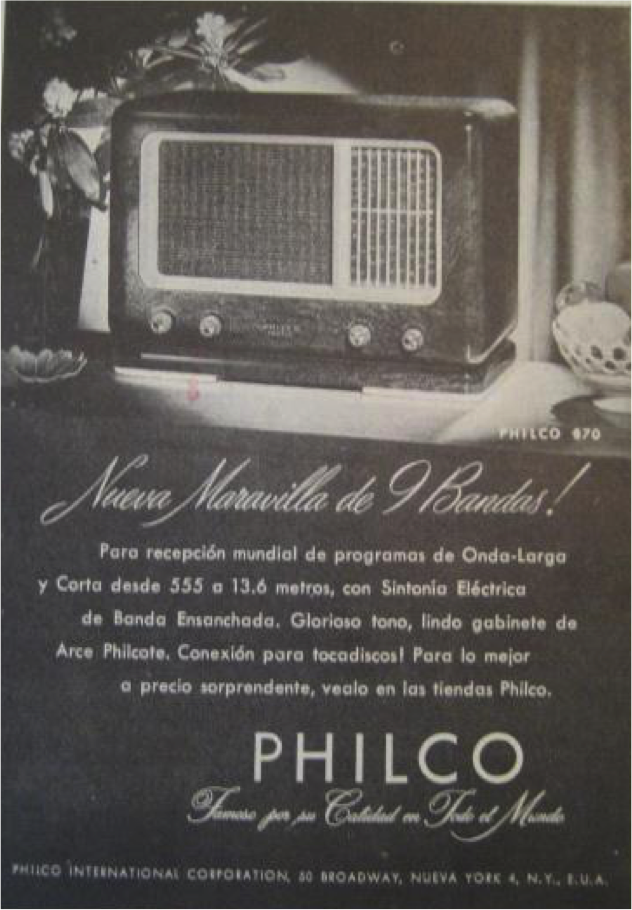 PHILCO
PHILCO 670
Nueva Maravilla de 9 Bandas!
Para recepción mundial de programas de Onda-Larga
y Corta desde 555 a 13.6 metros, con Sintonía Eléctrica
de Banda Ensanchada. Glorioso tono, lindo gabinete de
Arce Philcote. Conexión para tocadiscos! Para lo mejor
a precio sorprendente, vealo en las tiendas Philco.
PHILCO
Famoso por su Calidad en Todo el Mundo
PHILCO INTERNATIONAL CORPORATION, 50 BROADWAY, NUEVA YORK 4, N.Y., E.U.A.